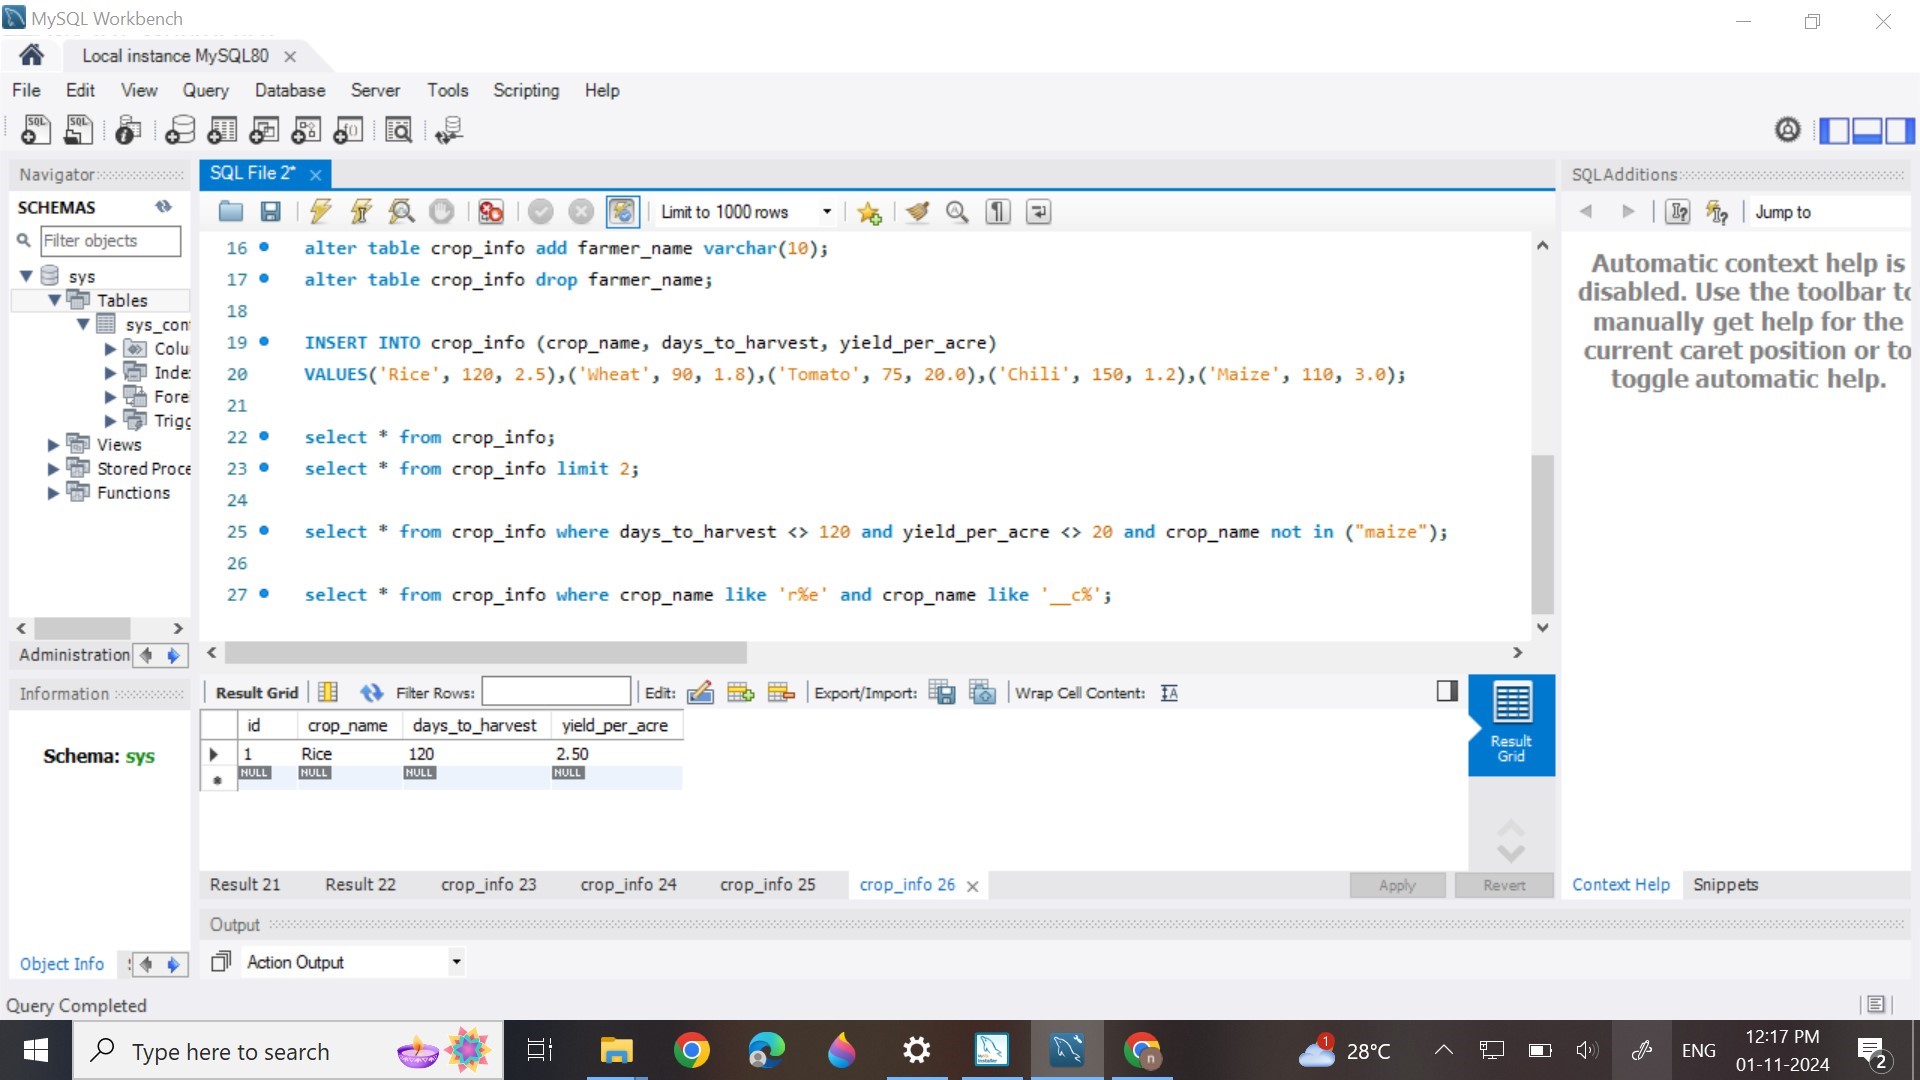 MySQL Workbench
Local instance MySQL80
File Edit View Query Database Server Tools Scripting Help
Navigator
SCHEMAS
Filter objects
sys
Tables
sys_con
Colu
Inde
Fore
Trigg
Views
Stored Proce
Functions
Administration
Information
Schema: sys
Object Info
SQL File 2*
Limit to 1000 rows
16 alter table crop_info add farmer_name varchar(10);
17 alter table crop_info drop farmer_name;
18
19 INSERT INTO crop_info (crop_name, days_to_harvest, yield_per_acre)
20 VALUES('Rice', 120, 2.5),('Wheat', 90, 1.8),('Tomato', 75, 20.0),('Chili', 150, 1.2),('Maize', 110, 3.0);
21
22 select * from crop_info;
23 select * from crop_info limit 2;
24
25 select * from crop_info where days_to_harvest <> 120 and yield_per_acre <> 20 and crop_name not in ("maize");
26
27 select * from crop_info where crop_name like 'r%e' and crop_name like '__c%';
Result Grid Filter Rows: Edit: Export/Import: Wrap Cell Content:
id crop_name days_to_harvest yield_per_acre
1 Rice 120 2.50
NULL NULL NULL NULL
Result Grid
Result 21 Result 22 crop_info 23 crop_info 24 crop_info 25 crop_info 26
Apply Revert
Output
Action Output
SQLAdditions
Jump to
Automatic context help is
disabled. Use the toolbar to
manually get help for the
current caret position or to
toggle automatic help.
Context Help Snippets
Query Completed
Type here to search
1
28°C
ENG
12:17 PM
01-11-2024
2